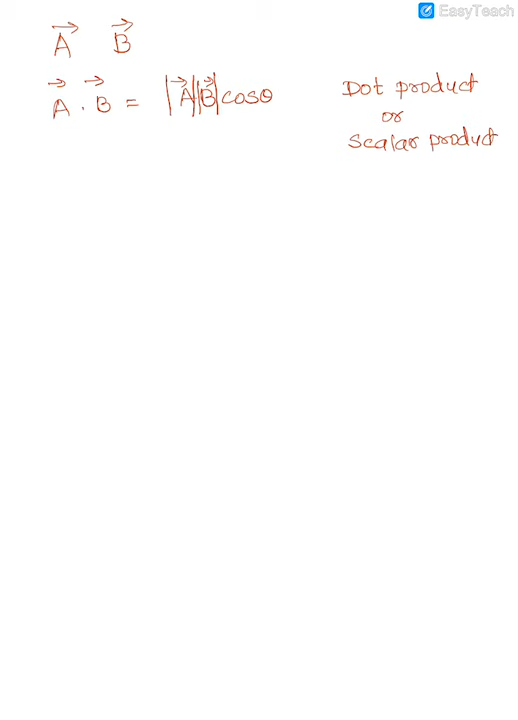 EasyTeach
A⃗ B⃗
A⃗ . B⃗ = |A⃗||B⃗| cosθ
Dot product
or
Scalar product